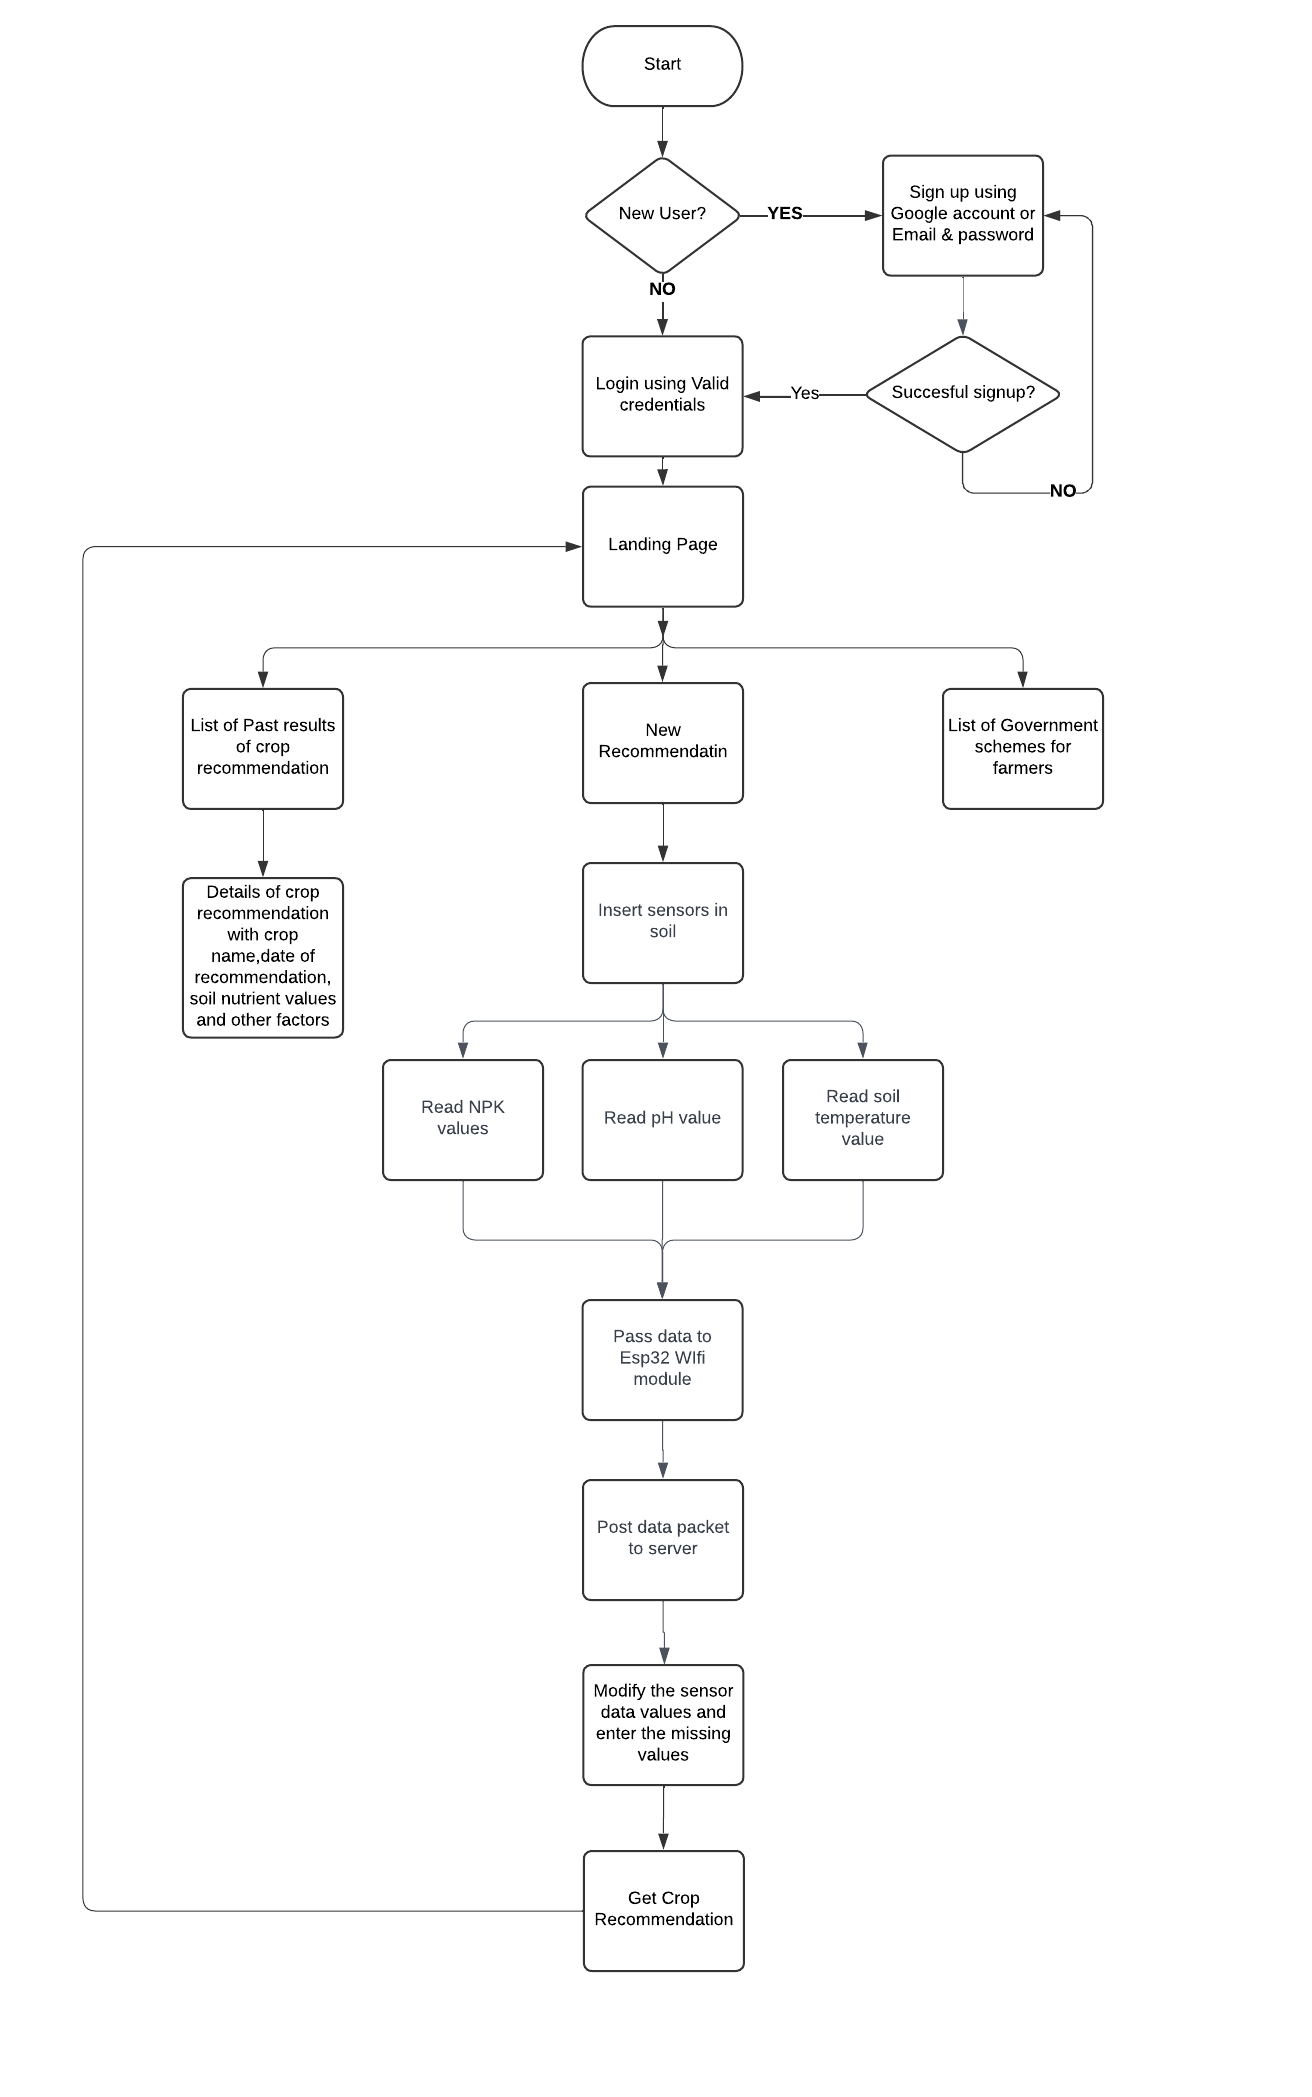 Start
New User?
YES
Sign up using
Google account or
Email & password
NO
Login using Valid
credentials
Yes
Succesful signup?
NO
Landing Page
List of Past results
of crop
recommendation
New
Recommendatin
List of Government
schemes for
farmers
Details of crop
recommendation
with crop
name,date of
recommendation,
soil nutrient values
and other factors
Insert sensors in
soil
Read NPK
values
Read pH value
Read soil
temperature
value
Pass data to
Esp32 WIfi
module
Post data packet
to server
Modify the sensor
data values and
enter the missing
values
Get Crop
Recommendation